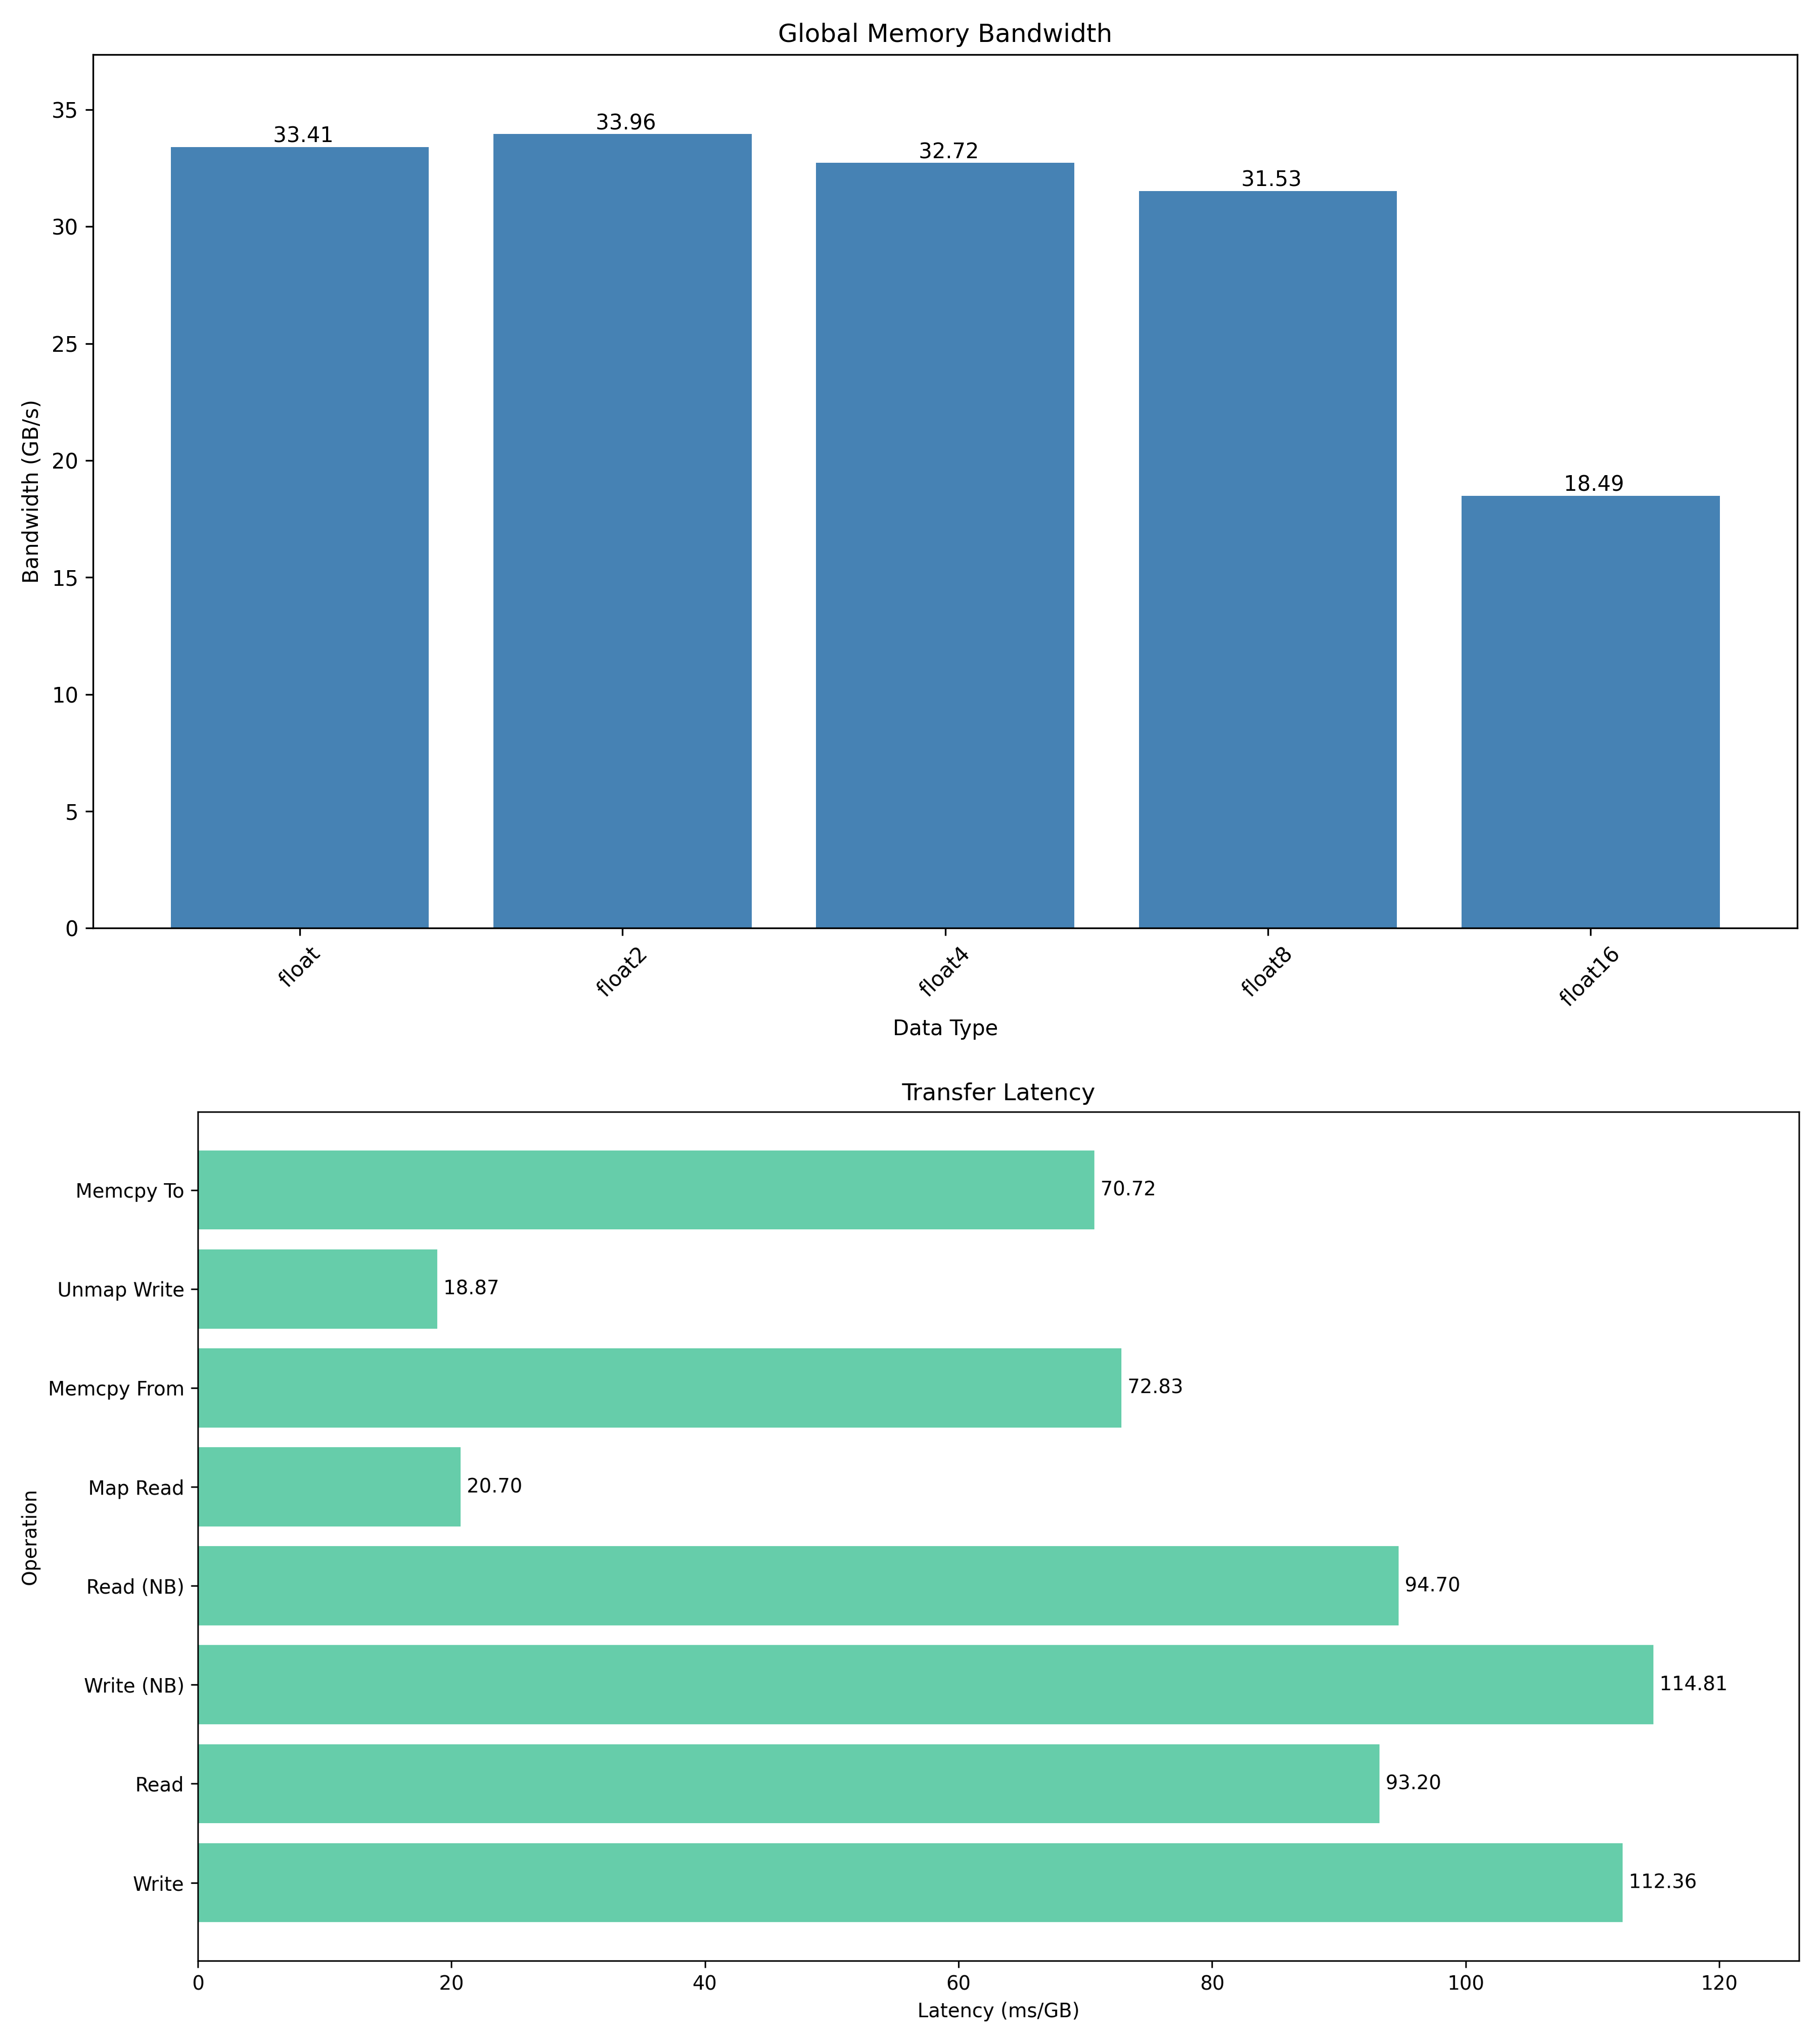 Global Memory Bandwidth
35
30
25
20
15
10
5
0
Bandwidth (GB/s)
33.41
33.96
32.72
31.53
18.49
float
float2
float4
float8
float16
Data Type
Transfer Latency
Operation
Memcpy To
70.72
Unmap Write
18.87
Memcpy From
72.83
Map Read
20.70
Read (NB)
94.70
Write (NB)
114.81
Read
93.20
Write
112.36
0
20
40
60
80
100
120
Latency (ms/GB)